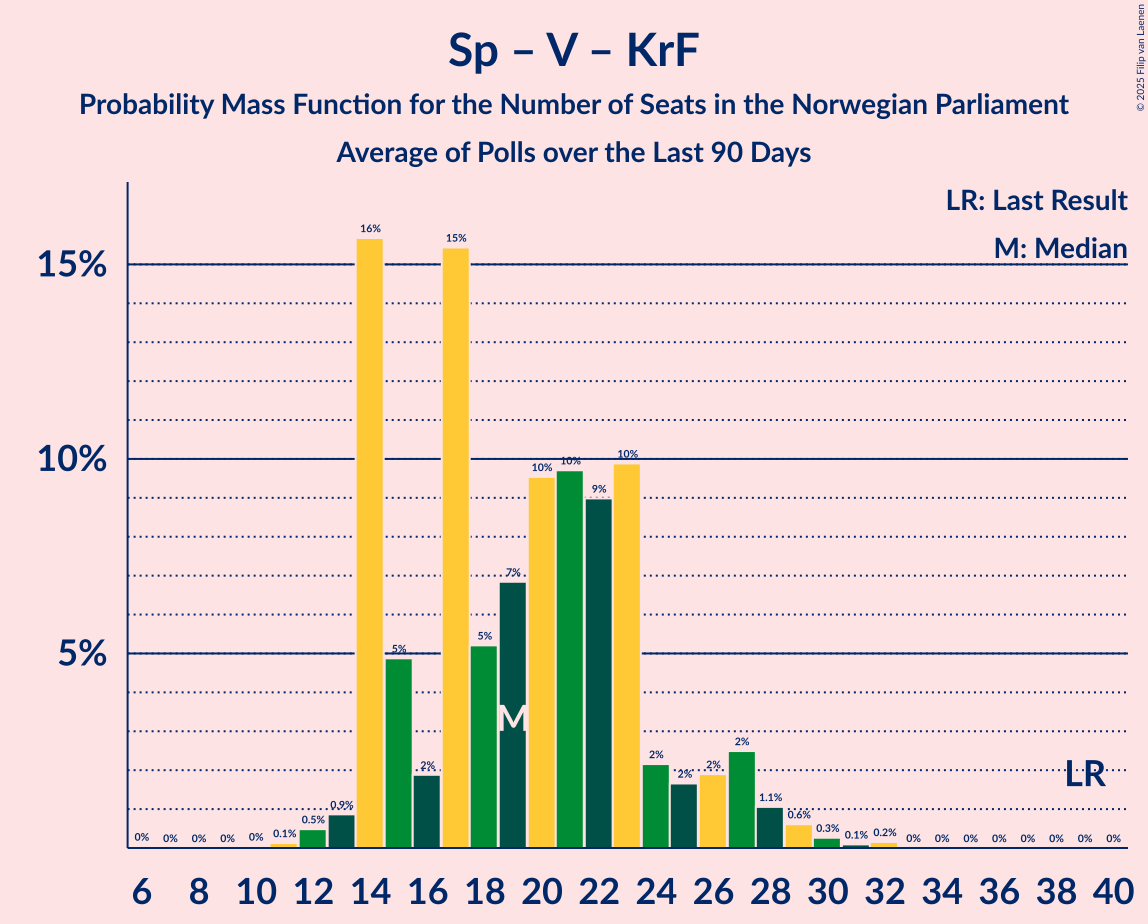 Sp – V – KrF
Probability Mass Function for the Number of Seats in the Norwegian Parliament
Average of Polls over the Last 90 Days
© 2025 Filip van Laenen
LR: Last Result
M: Median
15%
10%
5%
0% 0% 0% 0% 0% 0.1% 0.5% 0.9% 16% 5% 2% 15% 5% 7% 10% 10% 9% 10% 2% 2% 2% 2% 1.1% 0.6% 0.3% 0.1% 0.2% 0% 0% 0% 0% 0% 0% 0% 0%
M
LR
6 8 10 12 14 16 18 20 22 24 26 28 30 32 34 36 38 40